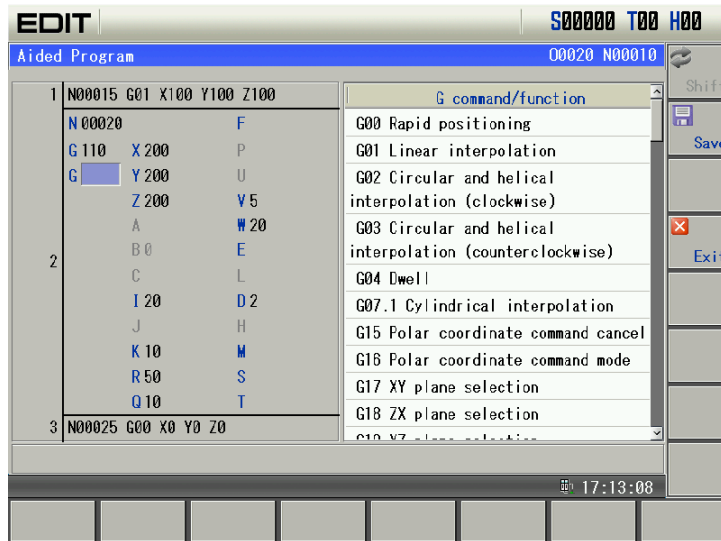 EDIT
S00000 T00 H00
Aided Program
O0020 N00010
1 N00015 G01 X100 Y100 Z100
N 00020 F
G 110 X 200 P
G Y 200 U
Z 200 V 5
A W 20
B 0 E
2
C L
I 20 D 2
J H
K 10 M
R 50 S
Q 10 T
3 N00025 G00 X0 Y0 Z0
G command/function
G00 Rapid positioning
G01 Linear interpolation
G02 Circular and helical
interpolation (clockwise)
G03 Circular and helical
interpolation (counterclockwise)
G04 Dwell
G07.1 Cylindrical interpolation
G15 Polar coordinate command cancel
G16 Polar coordinate command mode
G17 XY plane selection
G18 ZX plane selection
Shif
Sav
Exi
17:13:08